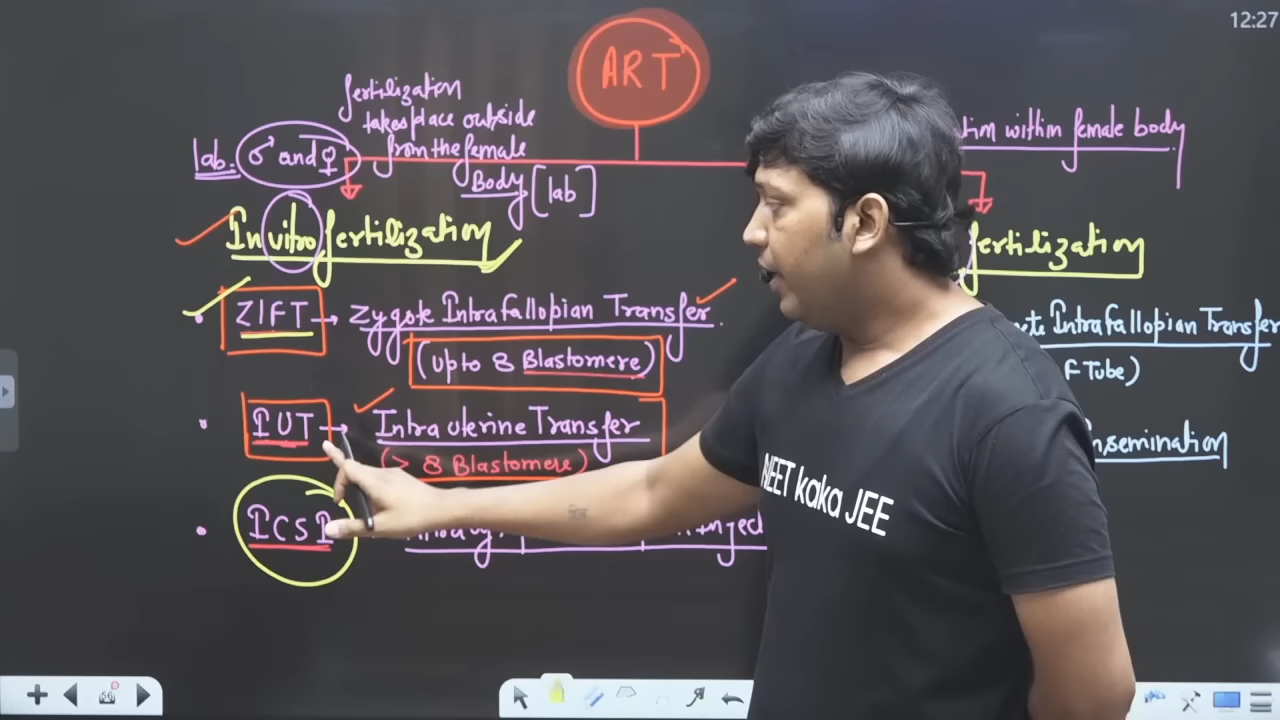 12:27
ART
fertilization
takes place outside
from the female
Body [lab]
lab: ♂ and ♀
within female body
Invitro fertilization
fertilization
• ZIFT → Zygote Intrafallopian Transfer
(Upto 8 Blastomere)
Intrafallopian Transfer
F Tube)
• IUT → Intra Uterine Transfer
(> 8 Blastomere)
Insemination
• ICSI
NEET kaka JEE